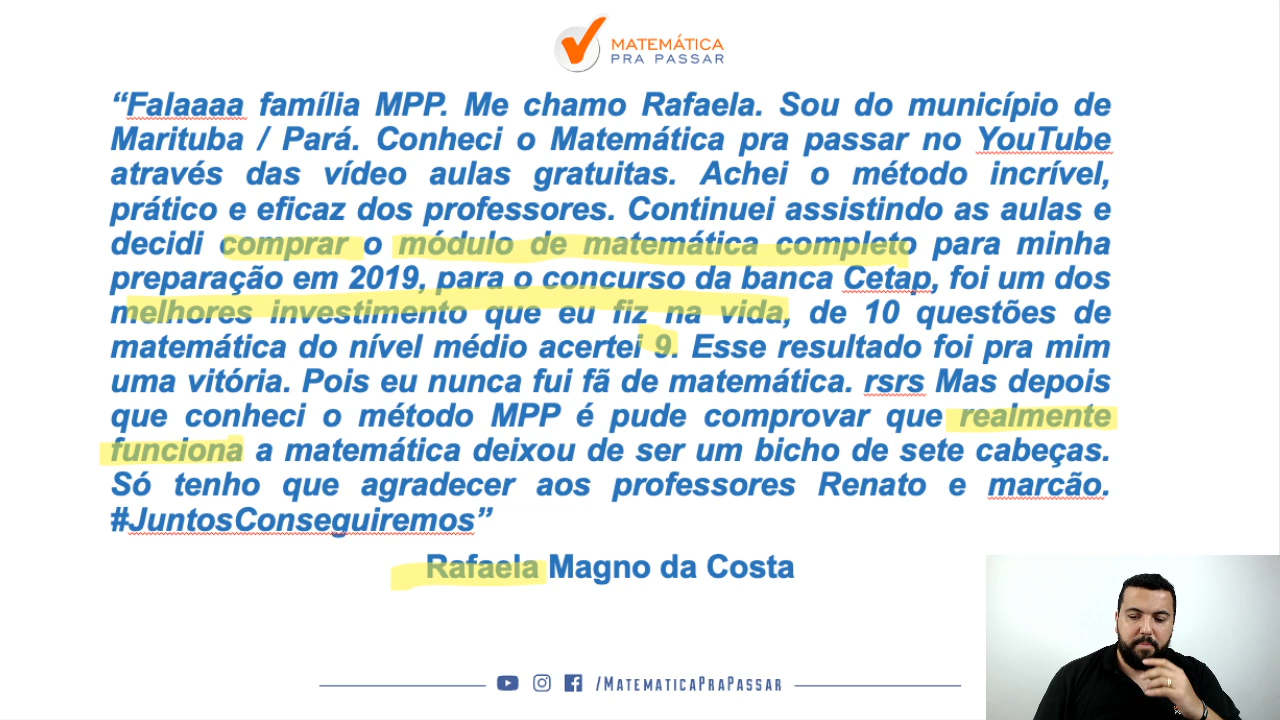 MATEMÁTICA
PRA PASSAR
“Falaaaa família MPP. Me chamo Rafaela. Sou do município de
Marituba / Pará. Conheci o Matemática pra passar no YouTube
através das vídeo aulas gratuitas. Achei o método incrível,
prático e eficaz dos professores. Continuei assistindo as aulas e
decidi comprar o módulo de matemática completo para minha
preparação em 2019, para o concurso da banca Cetap, foi um dos
melhores investimento que eu fiz na vida, de 10 questões de
matemática do nível médio acertei 9. Esse resultado foi pra mim
uma vitória. Pois eu nunca fui fã de matemática. rsrs Mas depois
que conheci o método MPP é pude comprovar que realmente
funciona a matemática deixou de ser um bicho de sete cabeças.
Só tenho que agradecer aos professores Renato e marcão.
#JuntosConseguiremos”
Rafaela Magno da Costa
/MATEMATICAPRAPASSAR